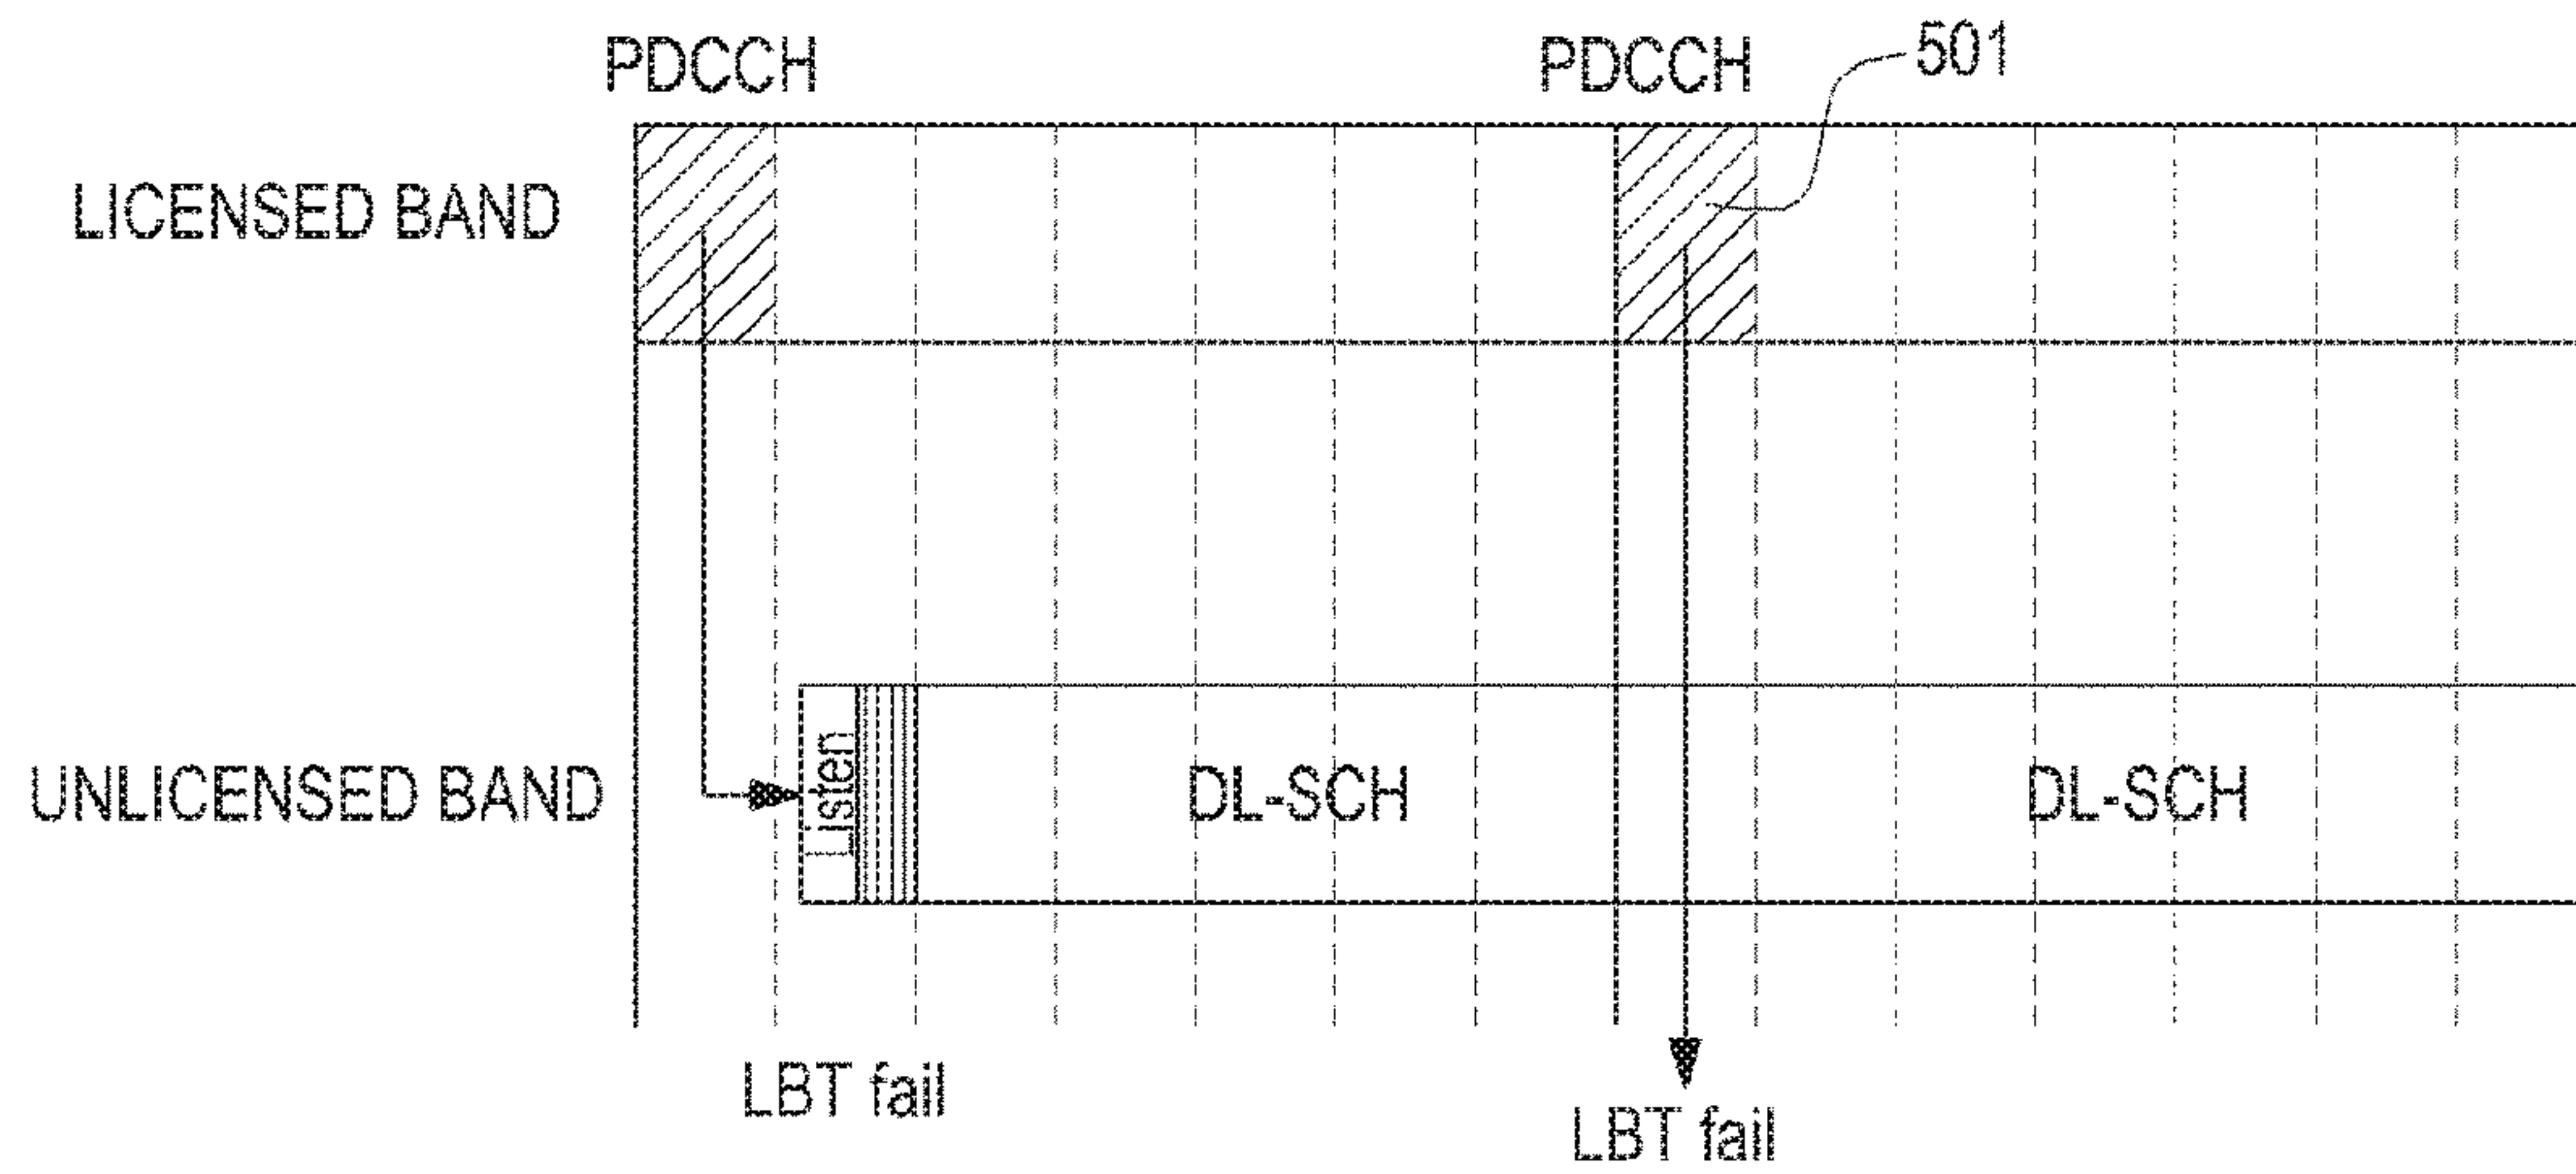 PDCCH PDCCH 501
LICENSED BAND
UNLICENSED BAND Listen DL-SCH DL-SCH
LBT fail
LBT fail